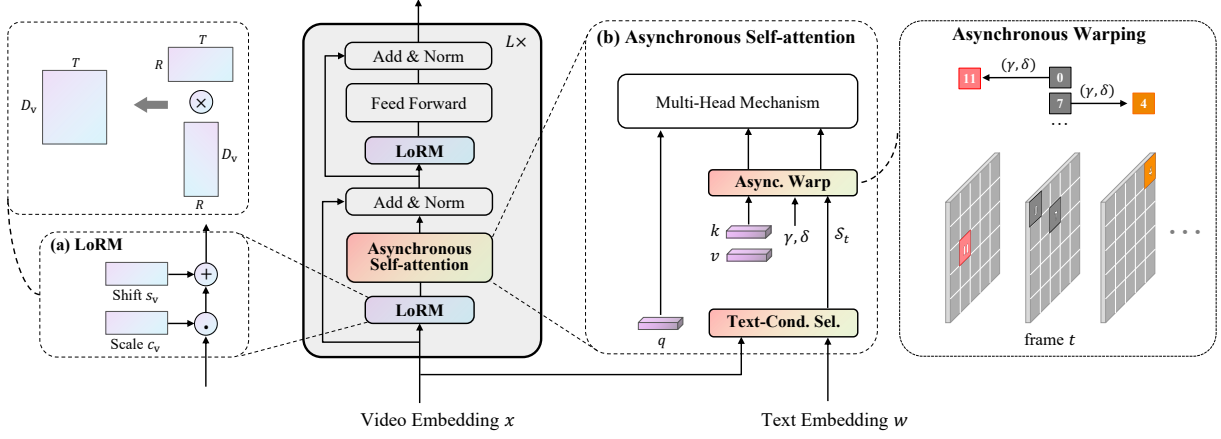 T
D_v
T
R
×
D_v
R
(a) LoRM
+
Shift s_v
·
Scale c_v
L×
Add & Norm
Feed Forward
LoRM
Add & Norm
Asynchronous
Self-attention
LoRM
Video Embedding x
(b) Asynchronous Self-attention
Multi-Head Mechanism
Async. Warp
k
v
γ, δ
S_t
q
Text-Cond. Sel.
Text Embedding w
Asynchronous Warping
11
(γ, δ)
0
7
(γ, δ)
4
...
11
frame t